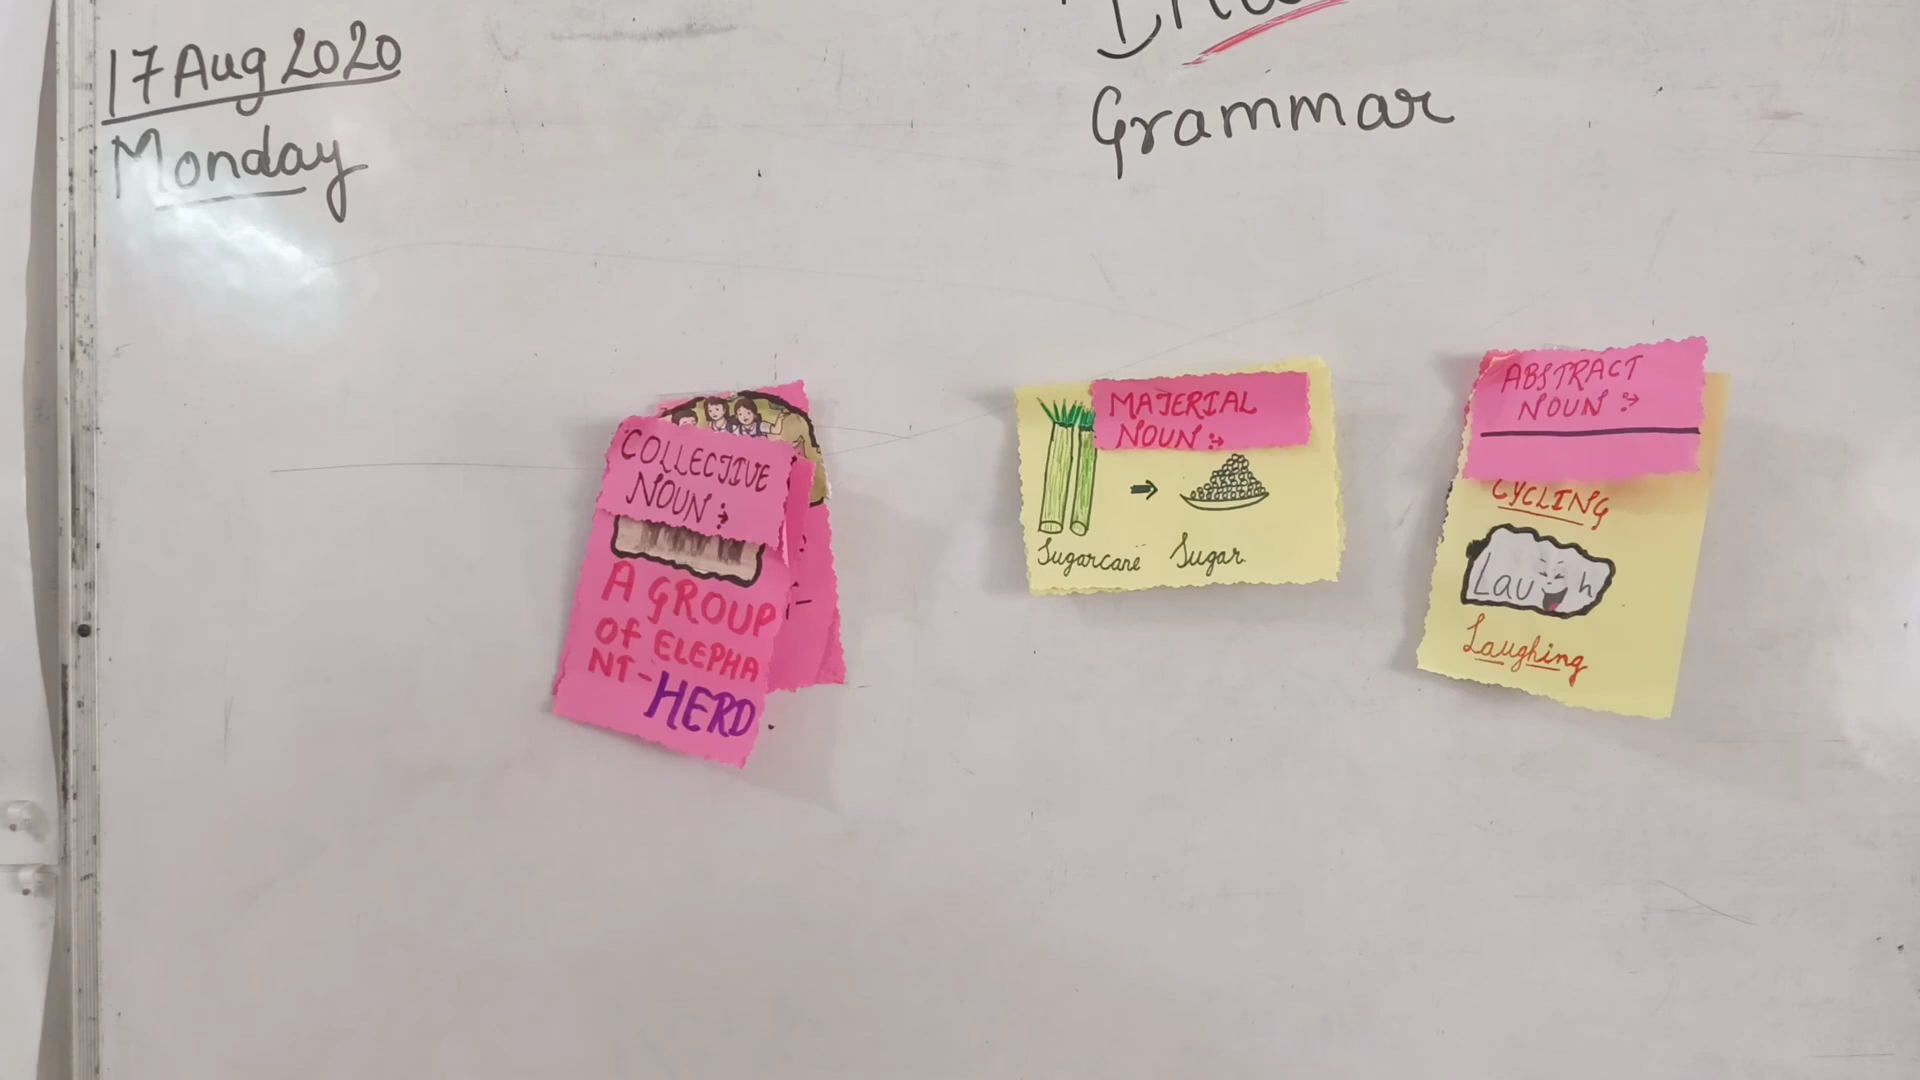 17 Aug 2020
Monday
Grammar
COLLECTIVE
NOUN :→
A GROUP
OF ELEPHA
NT-HERD
MATERIAL
NOUN :→
Sugarcane Sugar
ABSTRACT
NOUN :→
CYCLING
Lau h
Laughing